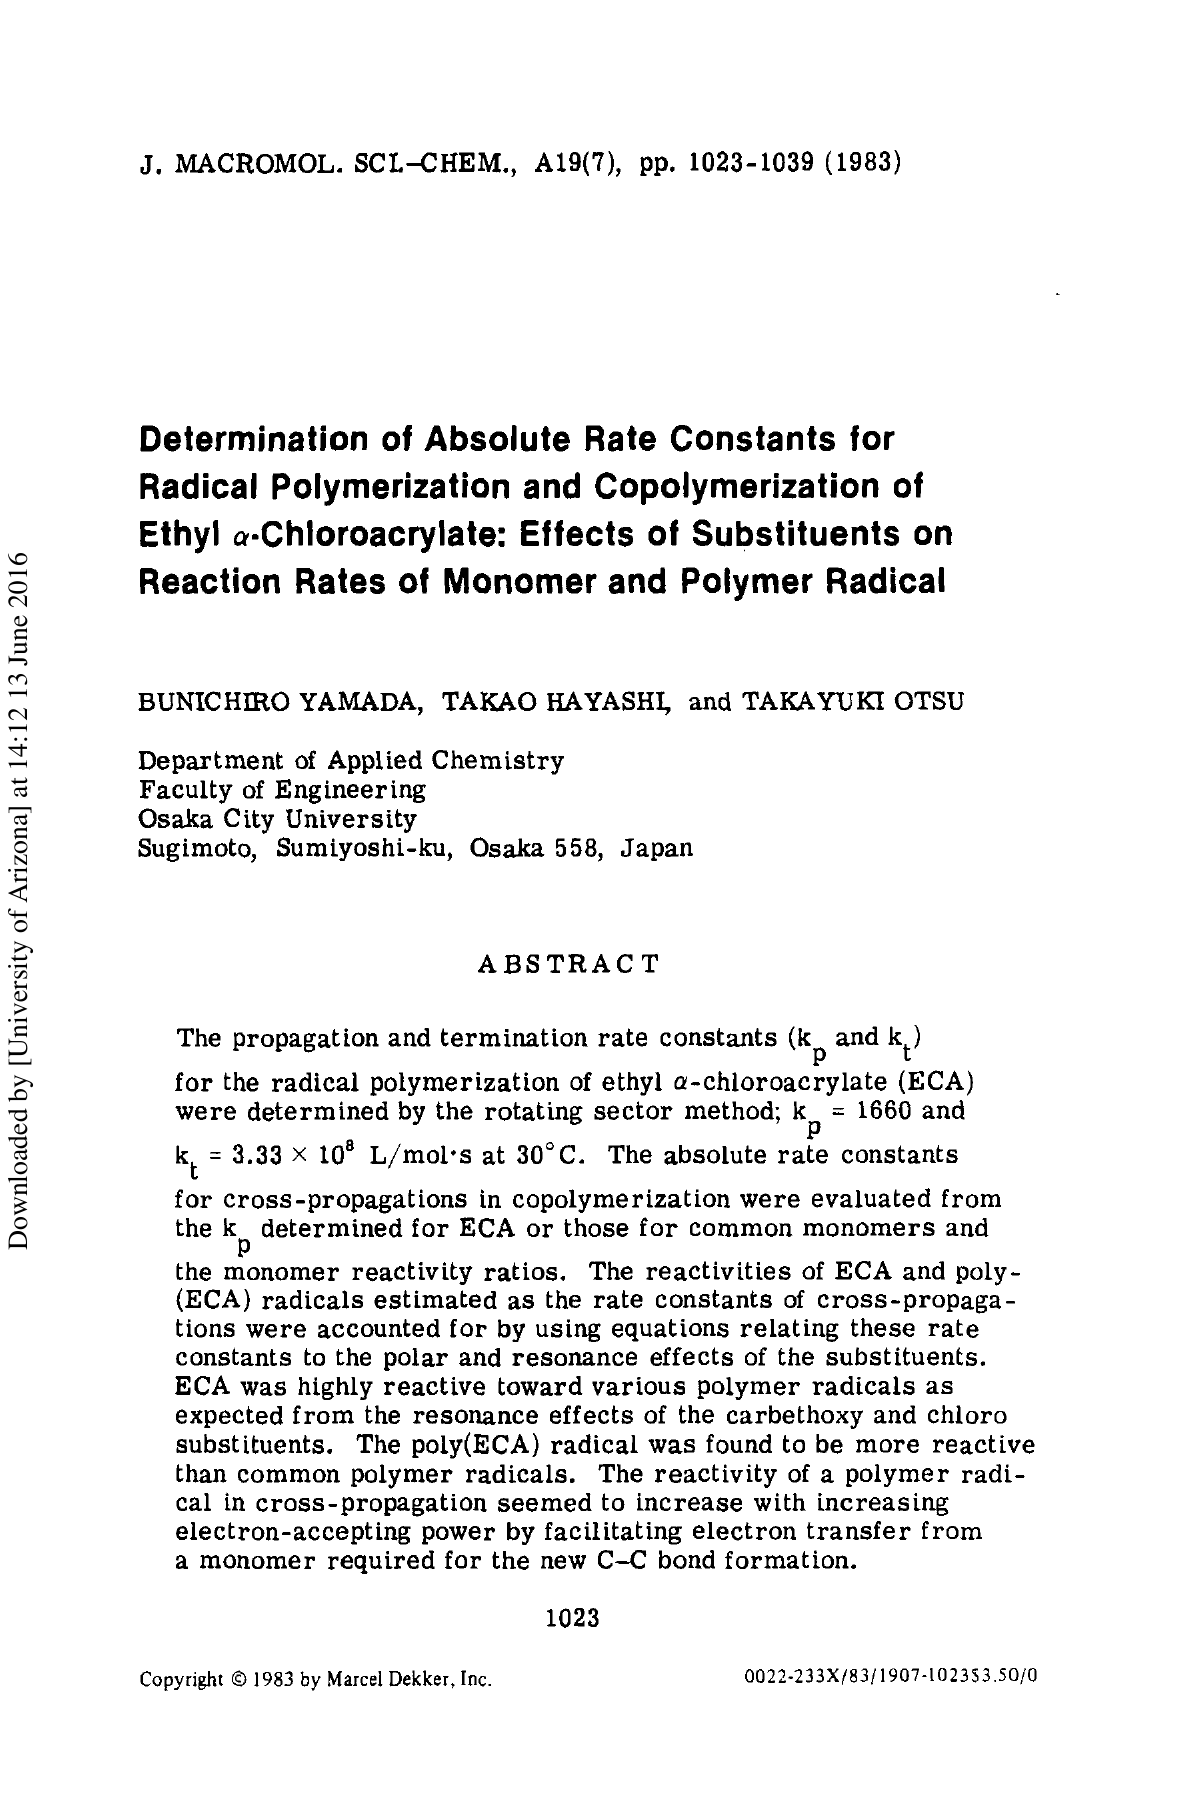 J. MACROMOL. SCI.-CHEM., A19(7), pp. 1023-1039 (1983)
Determination of Absolute Rate Constants for
Radical Polymerization and Copolymerization of
Ethyl α-Chloroacrylate: Effects of Substituents on
Reaction Rates of Monomer and Polymer Radical
BUNICHIRO YAMADA, TAKAO HAYASHI, and TAKAYUKI OTSU
Department of Applied Chemistry
Faculty of Engineering
Osaka City University
Sugimoto, Sumiyoshi-ku, Osaka 558, Japan
ABSTRACT
The propagation and termination rate constants (kp and kt)
for the radical polymerization of ethyl α-chloroacrylate (ECA)
were determined by the rotating sector method; kp = 1660 and
kt = 3.33 × 10⁸ L/mol·s at 30°C. The absolute rate constants
for cross-propagations in copolymerization were evaluated from
the kp determined for ECA or those for common monomers and
the monomer reactivity ratios. The reactivities of ECA and poly-
(ECA) radicals estimated as the rate constants of cross-propaga-
tions were accounted for by using equations relating these rate
constants to the polar and resonance effects of the substituents.
ECA was highly reactive toward various polymer radicals as
expected from the resonance effects of the carbethoxy and chloro
substituents. The poly(ECA) radical was found to be more reactive
than common polymer radicals. The reactivity of a polymer radi-
cal in cross-propagation seemed to increase with increasing
electron-accepting power by facilitating electron transfer from
a monomer required for the new C–C bond formation.
1023
Copyright © 1983 by Marcel Dekker, Inc.
0022-233X/83/1907-1023$3.50/0
Downloaded by [University of Arizona] at 14:12 13 June 2016